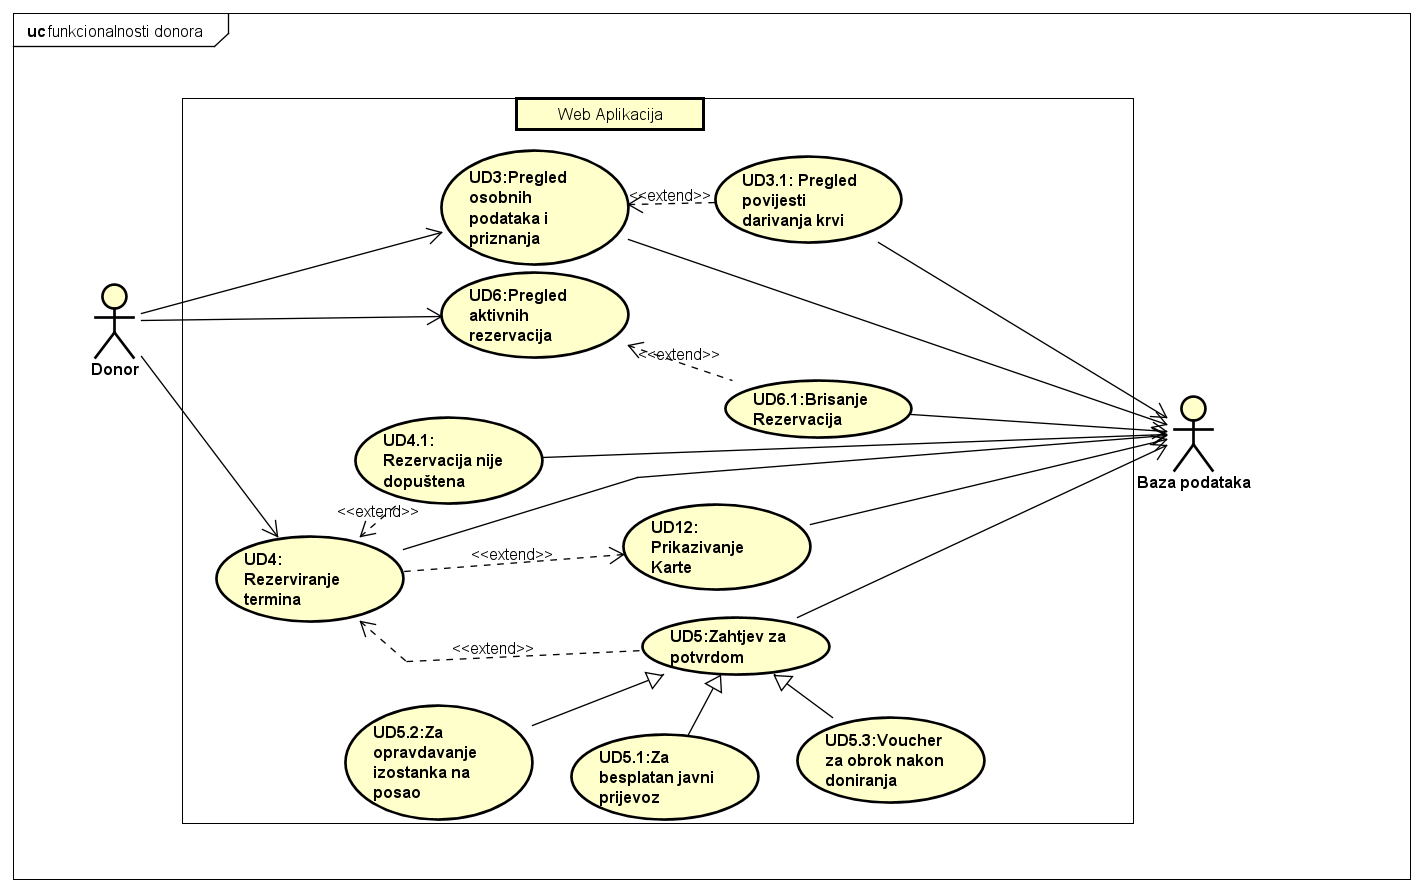 uc funkcionalnosti donora
Web Aplikacija
UD3:Pregled
osobnih
podataka i
priznanja
<<extend>>
UD3.1: Pregled
povijesti
darivanja krvi
UD6:Pregled
aktivnih
rezervacija
Donor
<<extend>>
UD6.1:Brisanje
Rezervacija
UD4.1:
Rezervacija nije
dopuštena
Baza podataka
<<extend>>
UD4:
Rezerviranje
termina
<<extend>>
UD12:
Prikazivanje
Karte
<<extend>>
UD5:Zahtjev za
potvrdom
UD5.2:Za
opravdavanje
izostanka na
posao
UD5.1:Za
besplatan javni
prijevoz
UD5.3:Voucher
za obrok nakon
doniranja